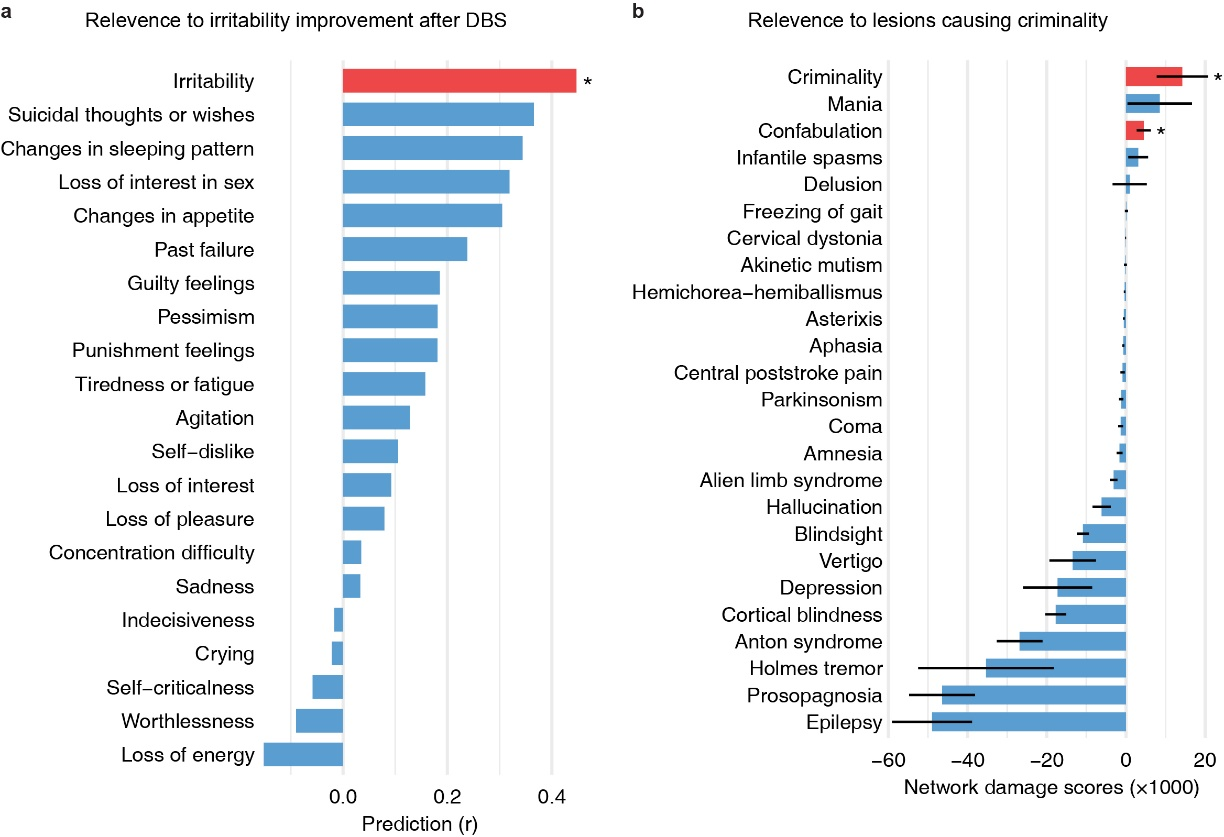 a
Relevence to irritability improvement after DBS
Irritability
*
Suicidal thoughts or wishes
Changes in sleeping pattern
Loss of interest in sex
Changes in appetite
Past failure
Guilty feelings
Pessimism
Punishment feelings
Tiredness or fatigue
Agitation
Self−dislike
Loss of interest
Loss of pleasure
Concentration difficulty
Sadness
Indecisiveness
Crying
Self−criticalness
Worthlessness
Loss of energy
0.0 0.2 0.4
Prediction (r)
b
Relevence to lesions causing criminality
Criminality
*
Mania
Confabulation
*
Infantile spasms
Delusion
Freezing of gait
Cervical dystonia
Akinetic mutism
Hemichorea−hemiballismus
Asterixis
Aphasia
Central poststroke pain
Parkinsonism
Coma
Amnesia
Alien limb syndrome
Hallucination
Blindsight
Vertigo
Depression
Cortical blindness
Anton syndrome
Holmes tremor
Prosopagnosia
Epilepsy
−60 −40 −20 0 20
Network damage scores (×1000)